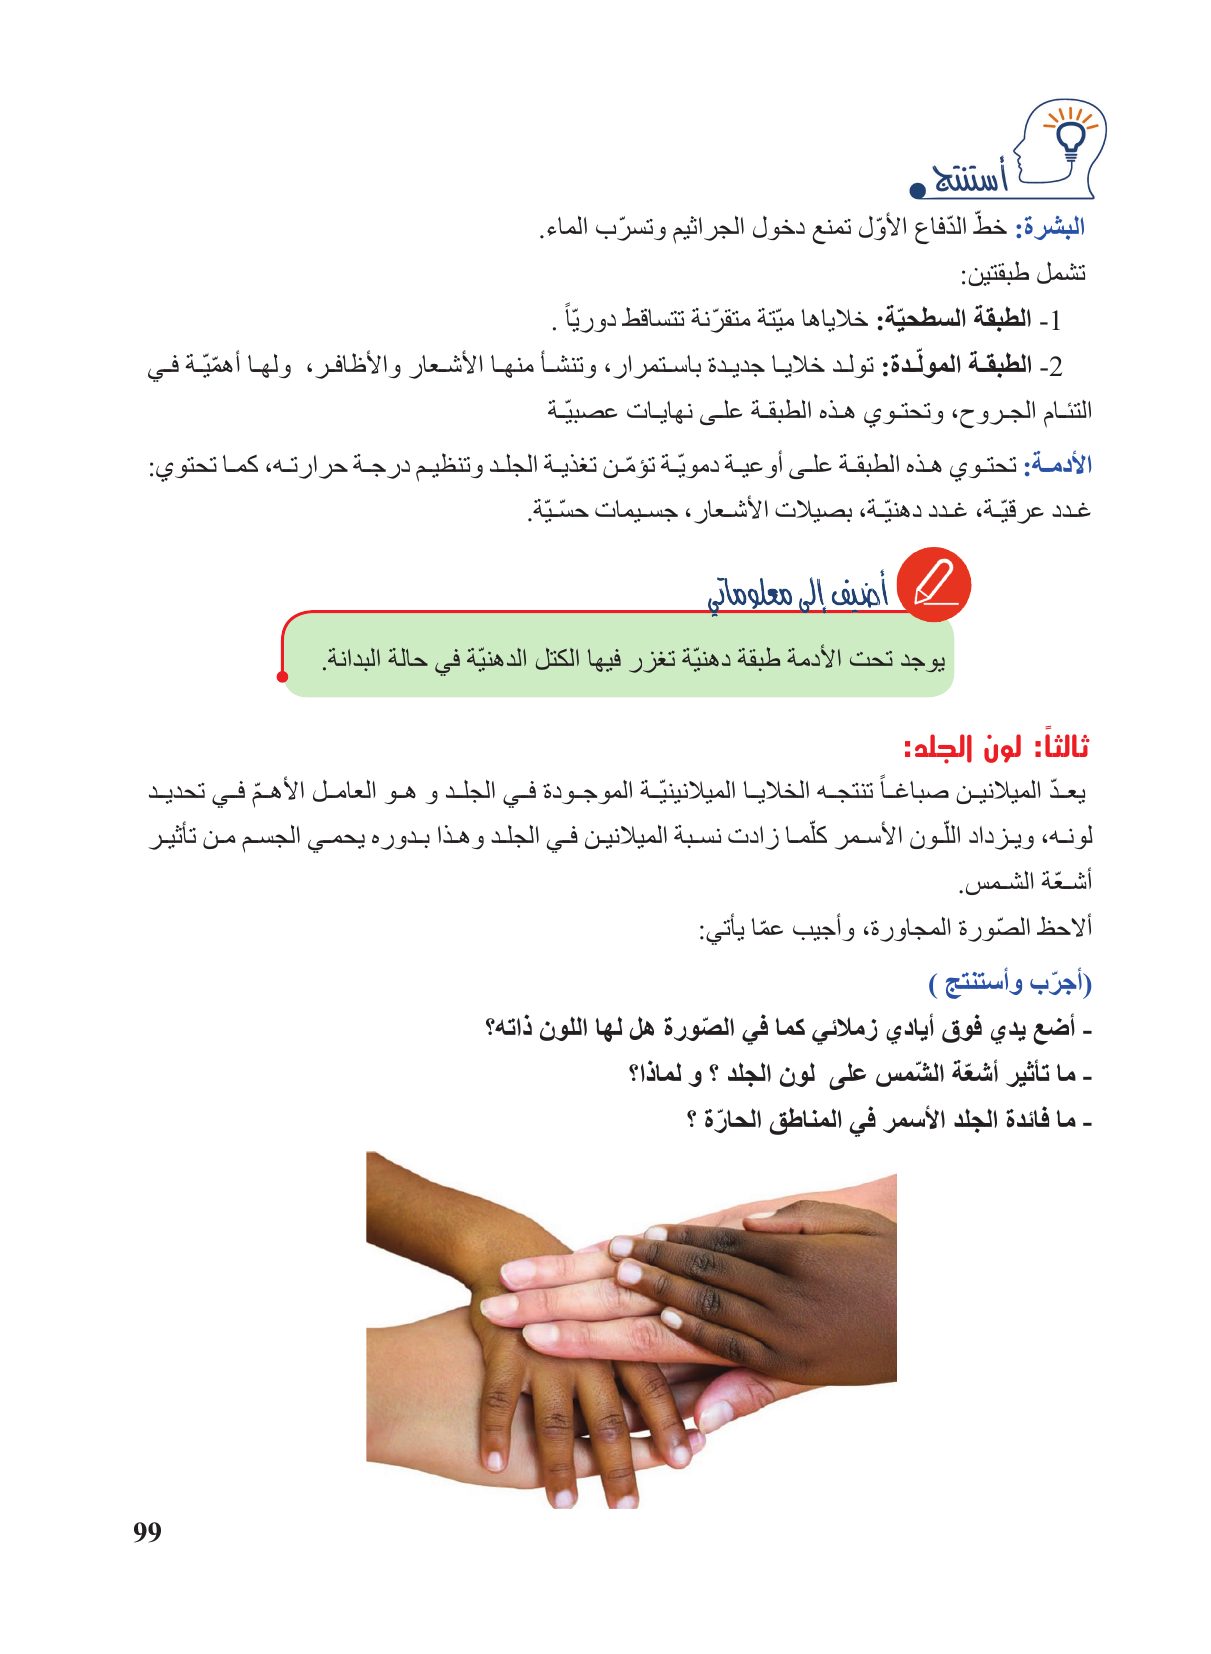 أستنتج
البشرة: خطّ الدّفاع الأوّل تمنع دخول الجراثيم وتسرّب الماء.
تشمل طبقتين:
1- الطبقة السطحيّة: خلاياها ميّتة متقرّنة تتساقط دوريّاً .
2- الطبقة المولّدة: تولد خلايا جديدة باستمرار، وتنشأ منها الأشعار والأظافر، ولها أهمّيّة في
التئام الجروح، وتحتوي هذه الطبقة على نهايات عصبيّة
الأدمة: تحتوي هذه الطبقة على أوعية دمويّة تؤمّن تغذية الجلد وتنظيم درجة حرارته، كما تحتوي:
غدد عرقيّة، غدد دهنيّة، بصيلات الأشعار، جسيمات حسّيّة.
أضيف إلى معلوماتي
يوجد تحت الأدمة طبقة دهنيّة تغزر فيها الكتل الدهنيّة في حالة البدانة.
ثالثاً: لون الجلد:
يعدّ الميلانين صباغاً تنتجه الخلايا الميلانينيّة الموجودة في الجلد و هو العامل الأهمّ في تحديد
لونه، ويزداد اللّون الأسمر كلّما زادت نسبة الميلانين في الجلد وهذا بدوره يحمي الجسم من تأثير
أشعّة الشمس.
ألاحظ الصّورة المجاورة، وأجيب عمّا يأتي:
(أجرّب وأستنتج )
- أضع يدي فوق أيادي زملائي كما في الصّورة هل لها اللون ذاته؟
- ما تأثير أشعّة الشّمس على لون الجلد ؟ و لماذا؟
- ما فائدة الجلد الأسمر في المناطق الحارّة ؟
99